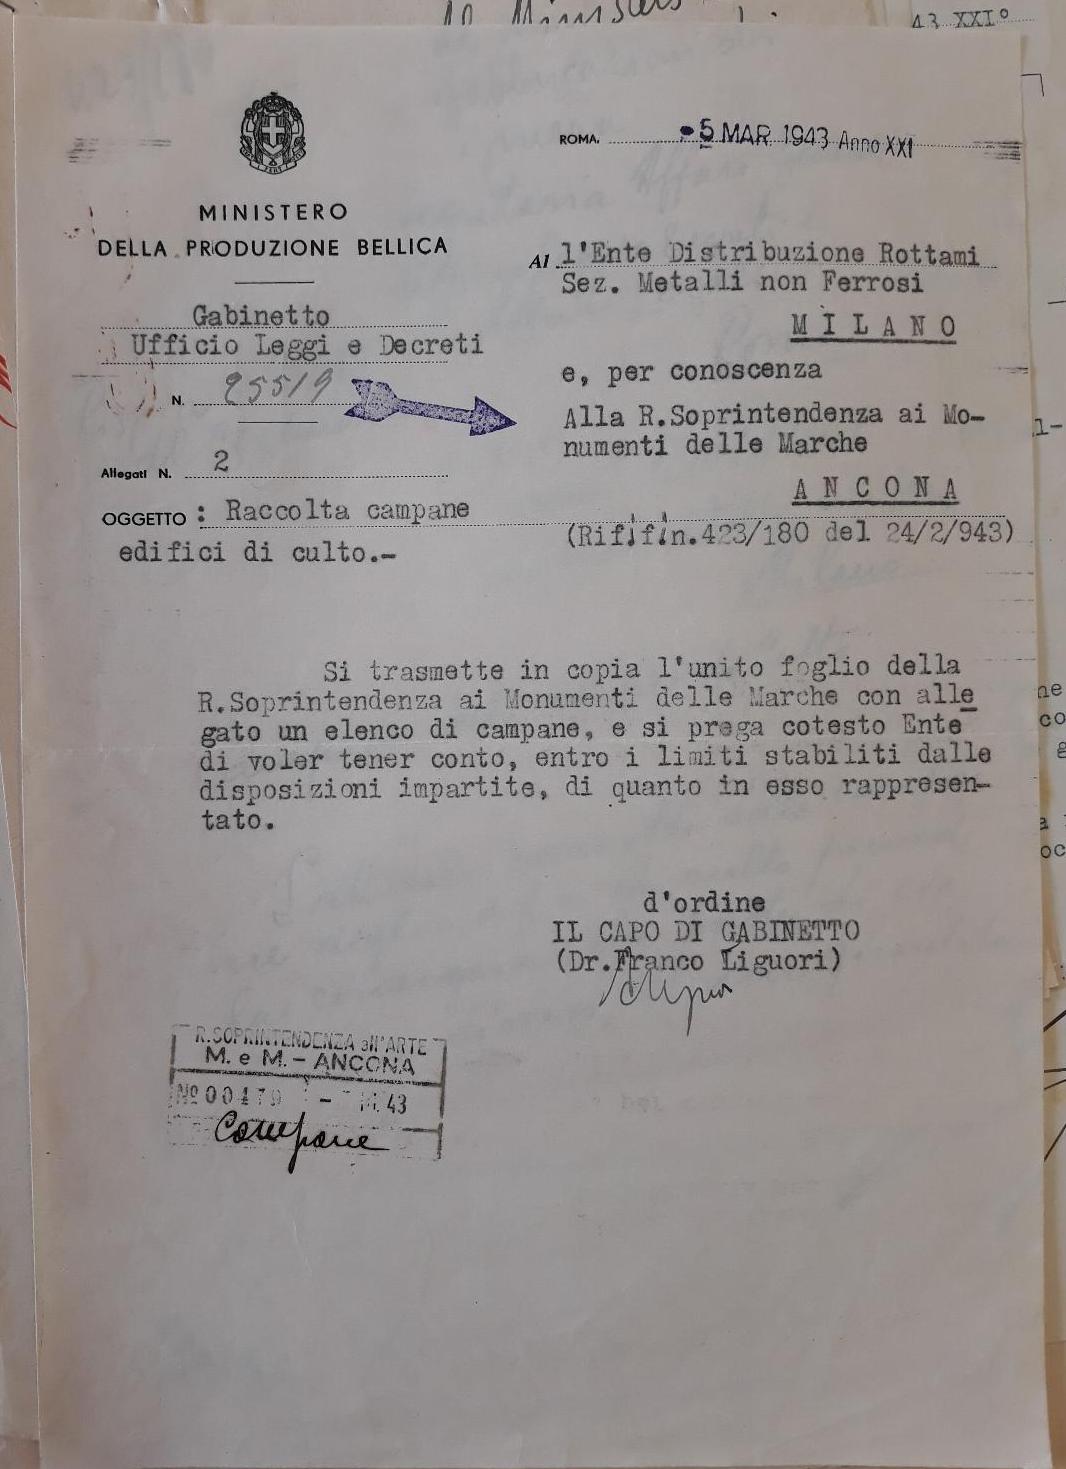 43 XXI°
ROMA, - 5 MAR 1943 Anno XXI
MINISTERO
DELLA PRODUZIONE BELLICA
Gabinetto
Ufficio Leggi e Decreti
N. 25519
Allegati N. 2
OGGETTO : Raccolta campane
edifici di culto.-
Al l'Ente Distribuzione Rottami
Sez. Metalli non Ferrosi
MILANO
e, per conoscenza
Alla R.Soprintendenza ai Mo-
numenti delle Marche
ANCONA
(Rif.f.n.423/180 del 24/2/943)
Si trasmette in copia l'unito foglio della
R.Soprintendenza ai Monumenti delle Marche con alle
gato un elenco di campane, e si prega cotesto Ente
di voler tener conto, entro i limiti stabiliti dalle
disposizioni impartite, di quanto in esso rappresen-
tato.
d'ordine
IL CAPO DI GABINETTO
(Dr.Franco Liguori)
R.SOPRINTENDENZA all'ARTE
M. e M. - ANCONA
Nº 00479 - 43
Campane